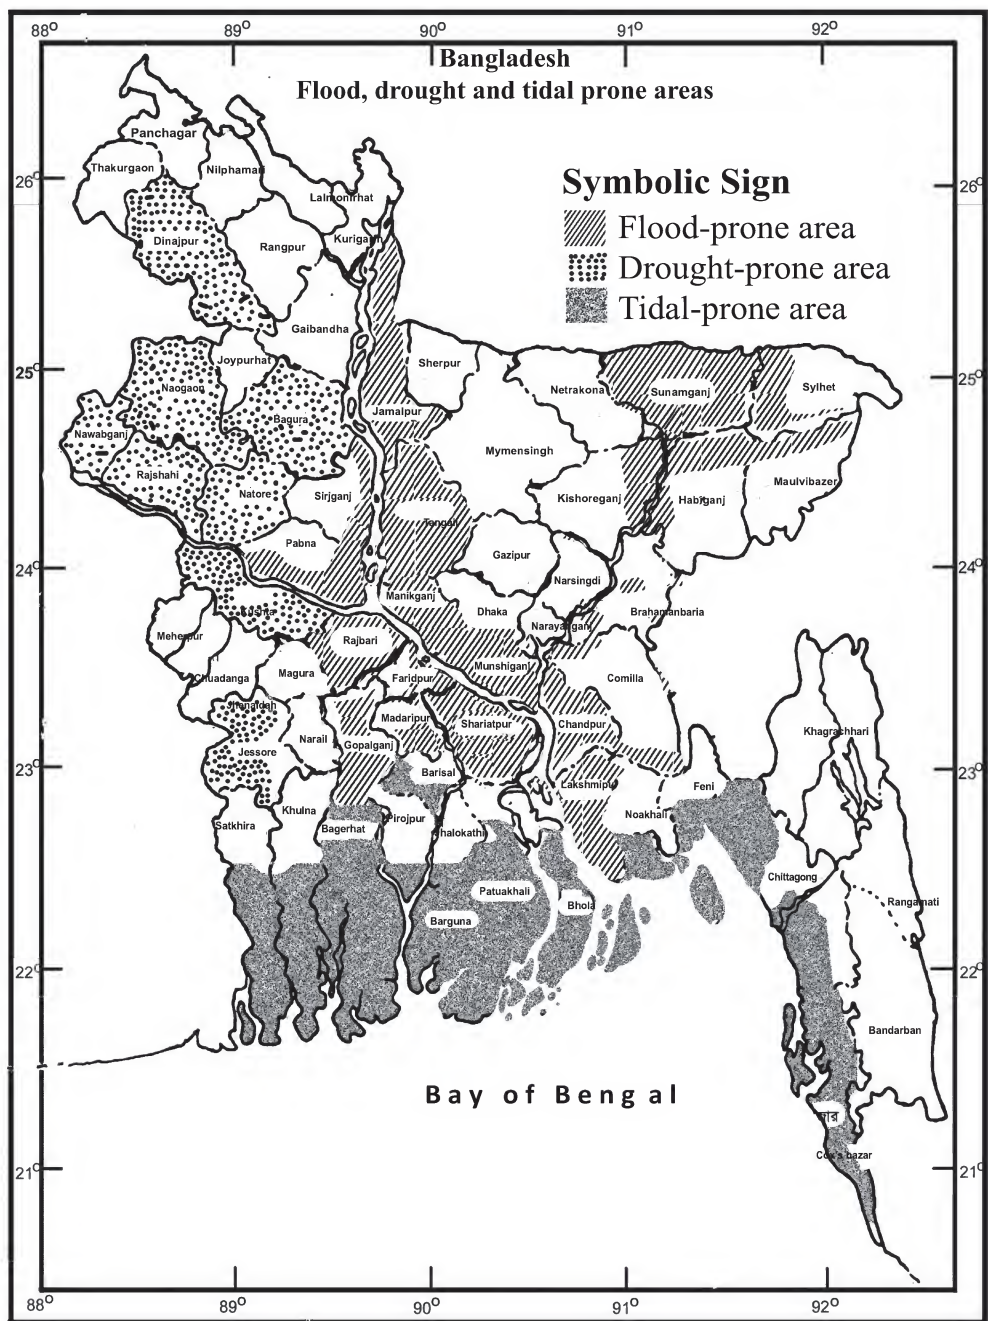 88° 89° 90° 91° 92°
Bangladesh
Flood, drought and tidal prone areas
Symbolic Sign
Flood-prone area
Drought-prone area
Tidal-prone area
26° 26°
25° 25°
24° 24°
23° 23°
22° 22°
21° 21°
Panchagar
Thakurgaon
Nilphamari
Lalmonirhat
Dinajpur
Rangpur
Kurigam
Gaibandha
Joypurhat
Sherpur
Naogaon
Netrakona
Sunamganj
Sylhet
Bagura
Jamalpur
Nawabganj
Mymensingh
Rajshahi
Natore
Sirjganj
Kishoreganj
Habiganj
Maulvibazer
Tangail
Pabna
Gazipur
Narsingdi
Manikganj
Dhaka
Brahamanbaria
Kushtia
Narayanganj
Meherpur
Rajbari
Munshiganj
Chuadanga
Magura
Faridpur
Comilla
Jhenaidah
Madaripur
Shariatpur
Chandpur
Khagrachhari
Jessore
Narail
Gopalganj
Barisal
Lakshmipur
Feni
Khulna
Satkhira
Bagerhat
Pirojpur
Jhalokathi
Noakhali
Chittagong
Patuakhali
Bhola
Rangamati
Barguna
Bandarban
Bay of Bengal
জার
Cox's bazar
88° 89° 90° 91° 92°